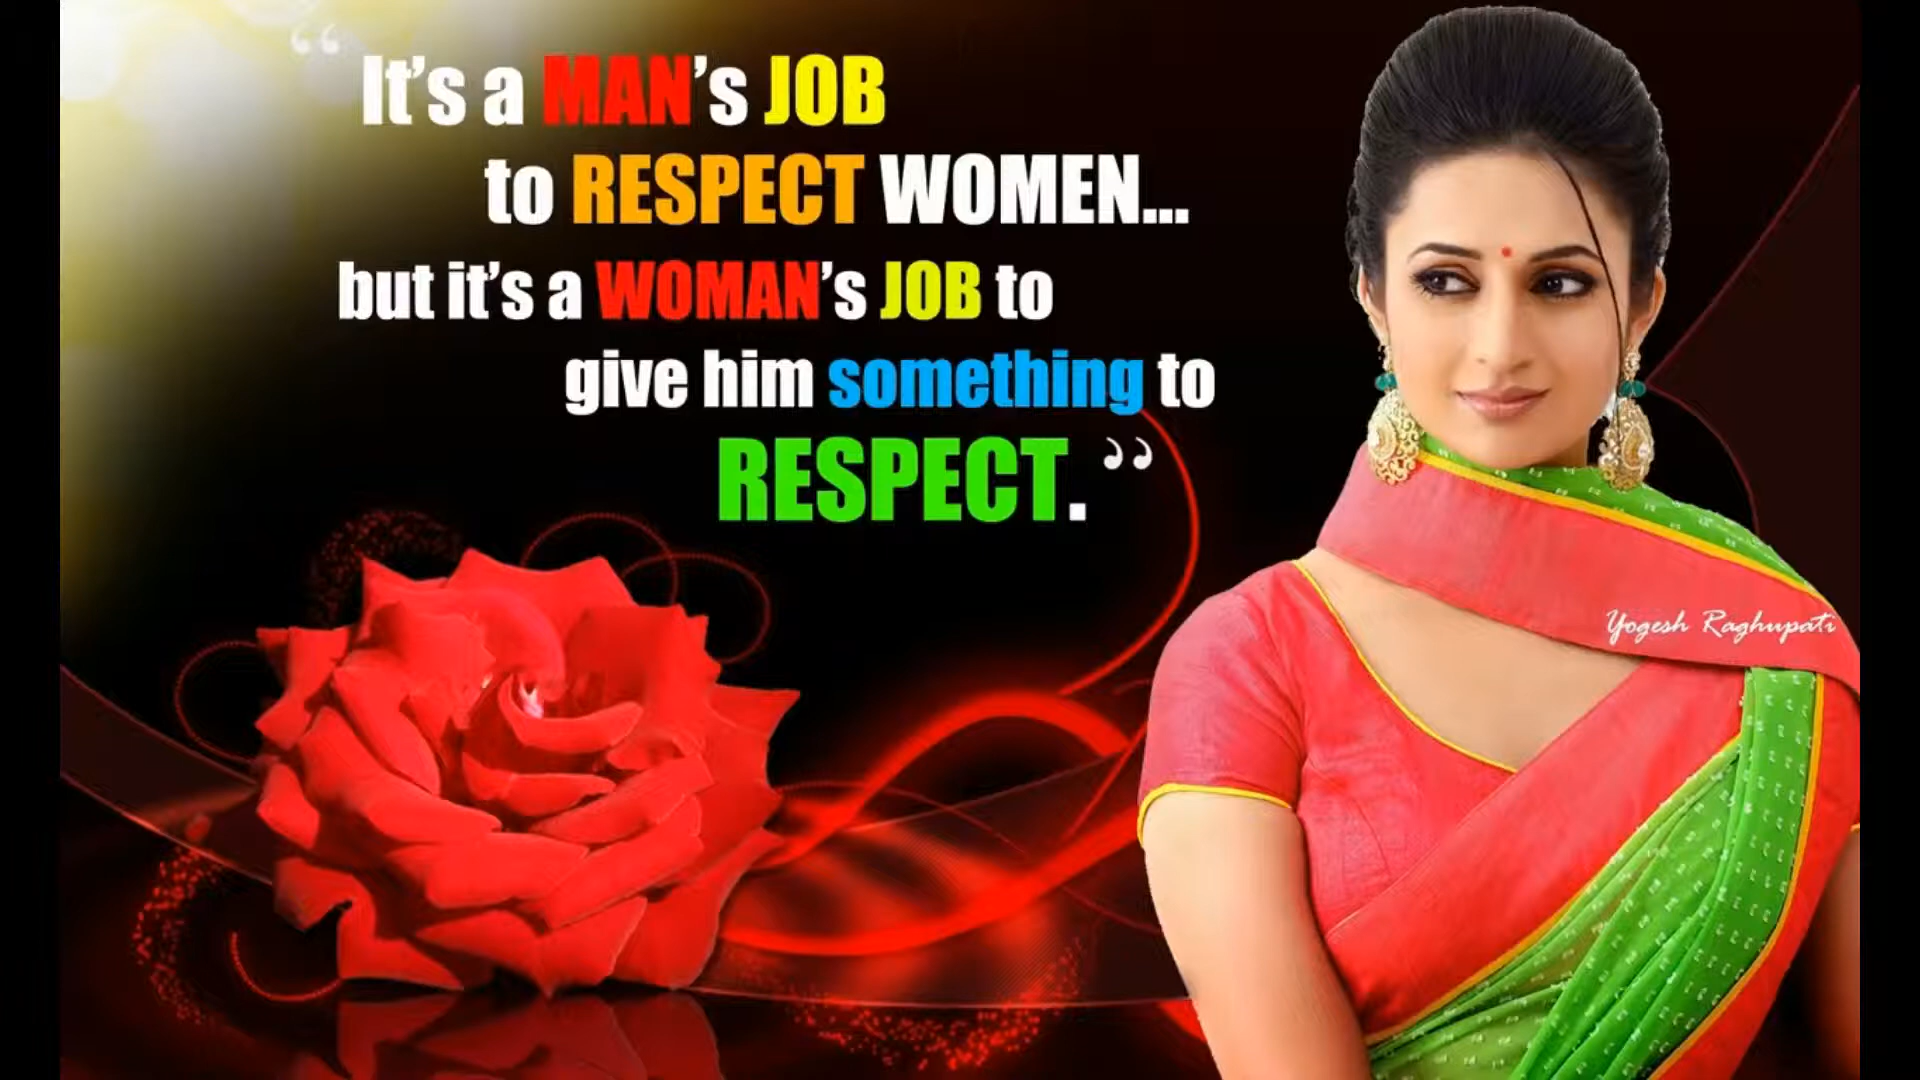 “ It’s a MAN’s JOB
to RESPECT WOMEN...
but it’s a WOMAN’s JOB to
give him something to
RESPECT. ”
Yogesh Raghupati